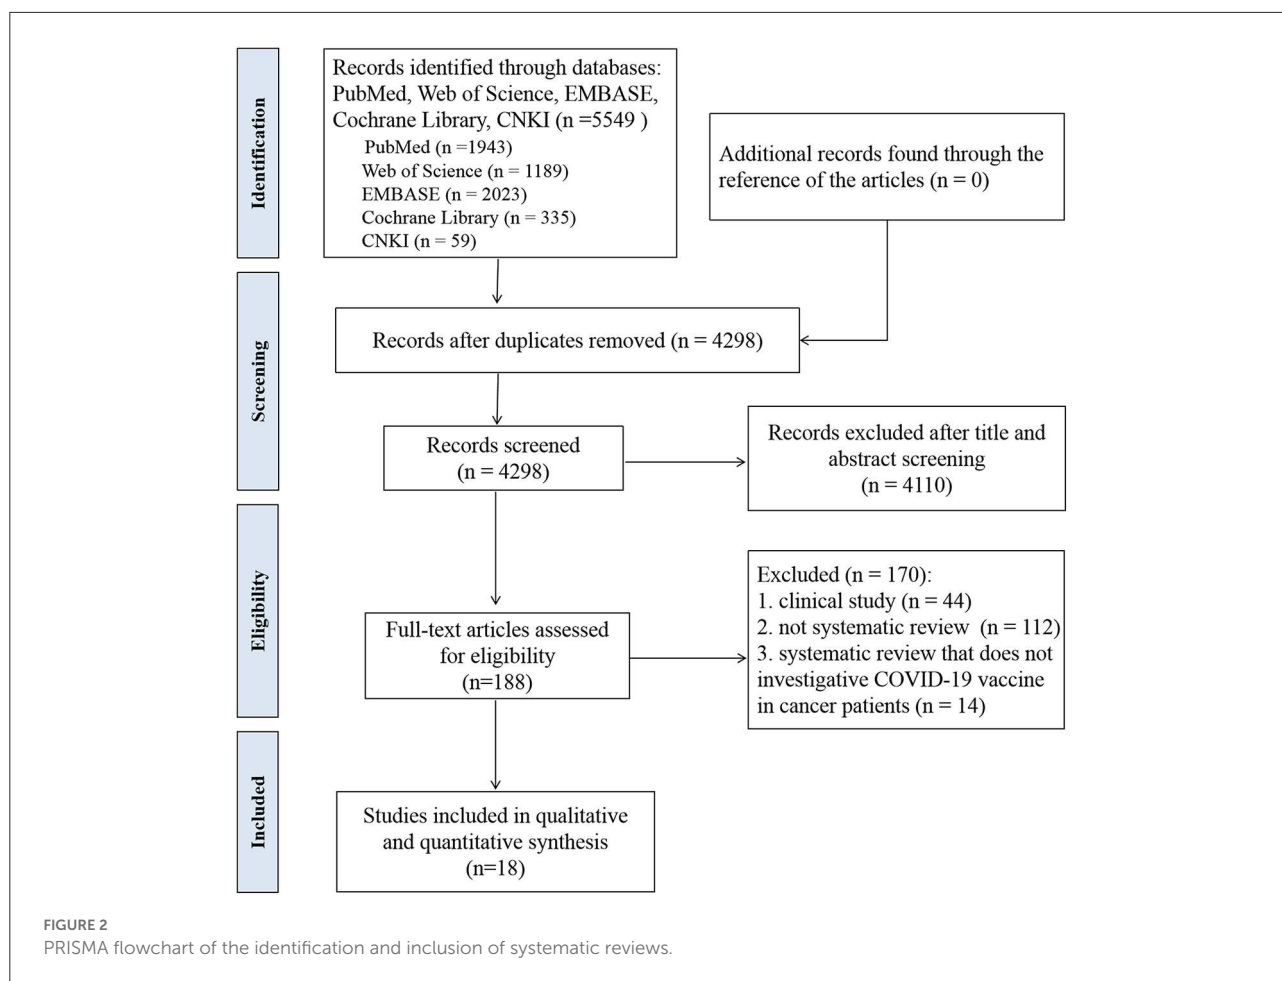 Identification
Records identified through databases:
PubMed, Web of Science, EMBASE,
Cochrane Library, CNKI (n =5549 )
PubMed (n =1943)
Web of Science (n = 1189)
EMBASE (n = 2023)
Cochrane Library (n = 335)
CNKI (n = 59)
Additional records found through the
reference of the articles (n = 0)
Screening
Records after duplicates removed (n = 4298)
Records screened
(n = 4298)
Records excluded after title and
abstract screening
(n = 4110)
Eligibility
Full-text articles assessed
for eligibility
(n=188)
Excluded (n = 170):
1. clinical study (n = 44)
2. not systematic review (n = 112)
3. systematic review that does not
investigative COVID-19 vaccine
in cancer patients (n = 14)
Included
Studies included in qualitative
and quantitative synthesis
(n=18)
FIGURE 2
PRISMA flowchart of the identification and inclusion of systematic reviews.